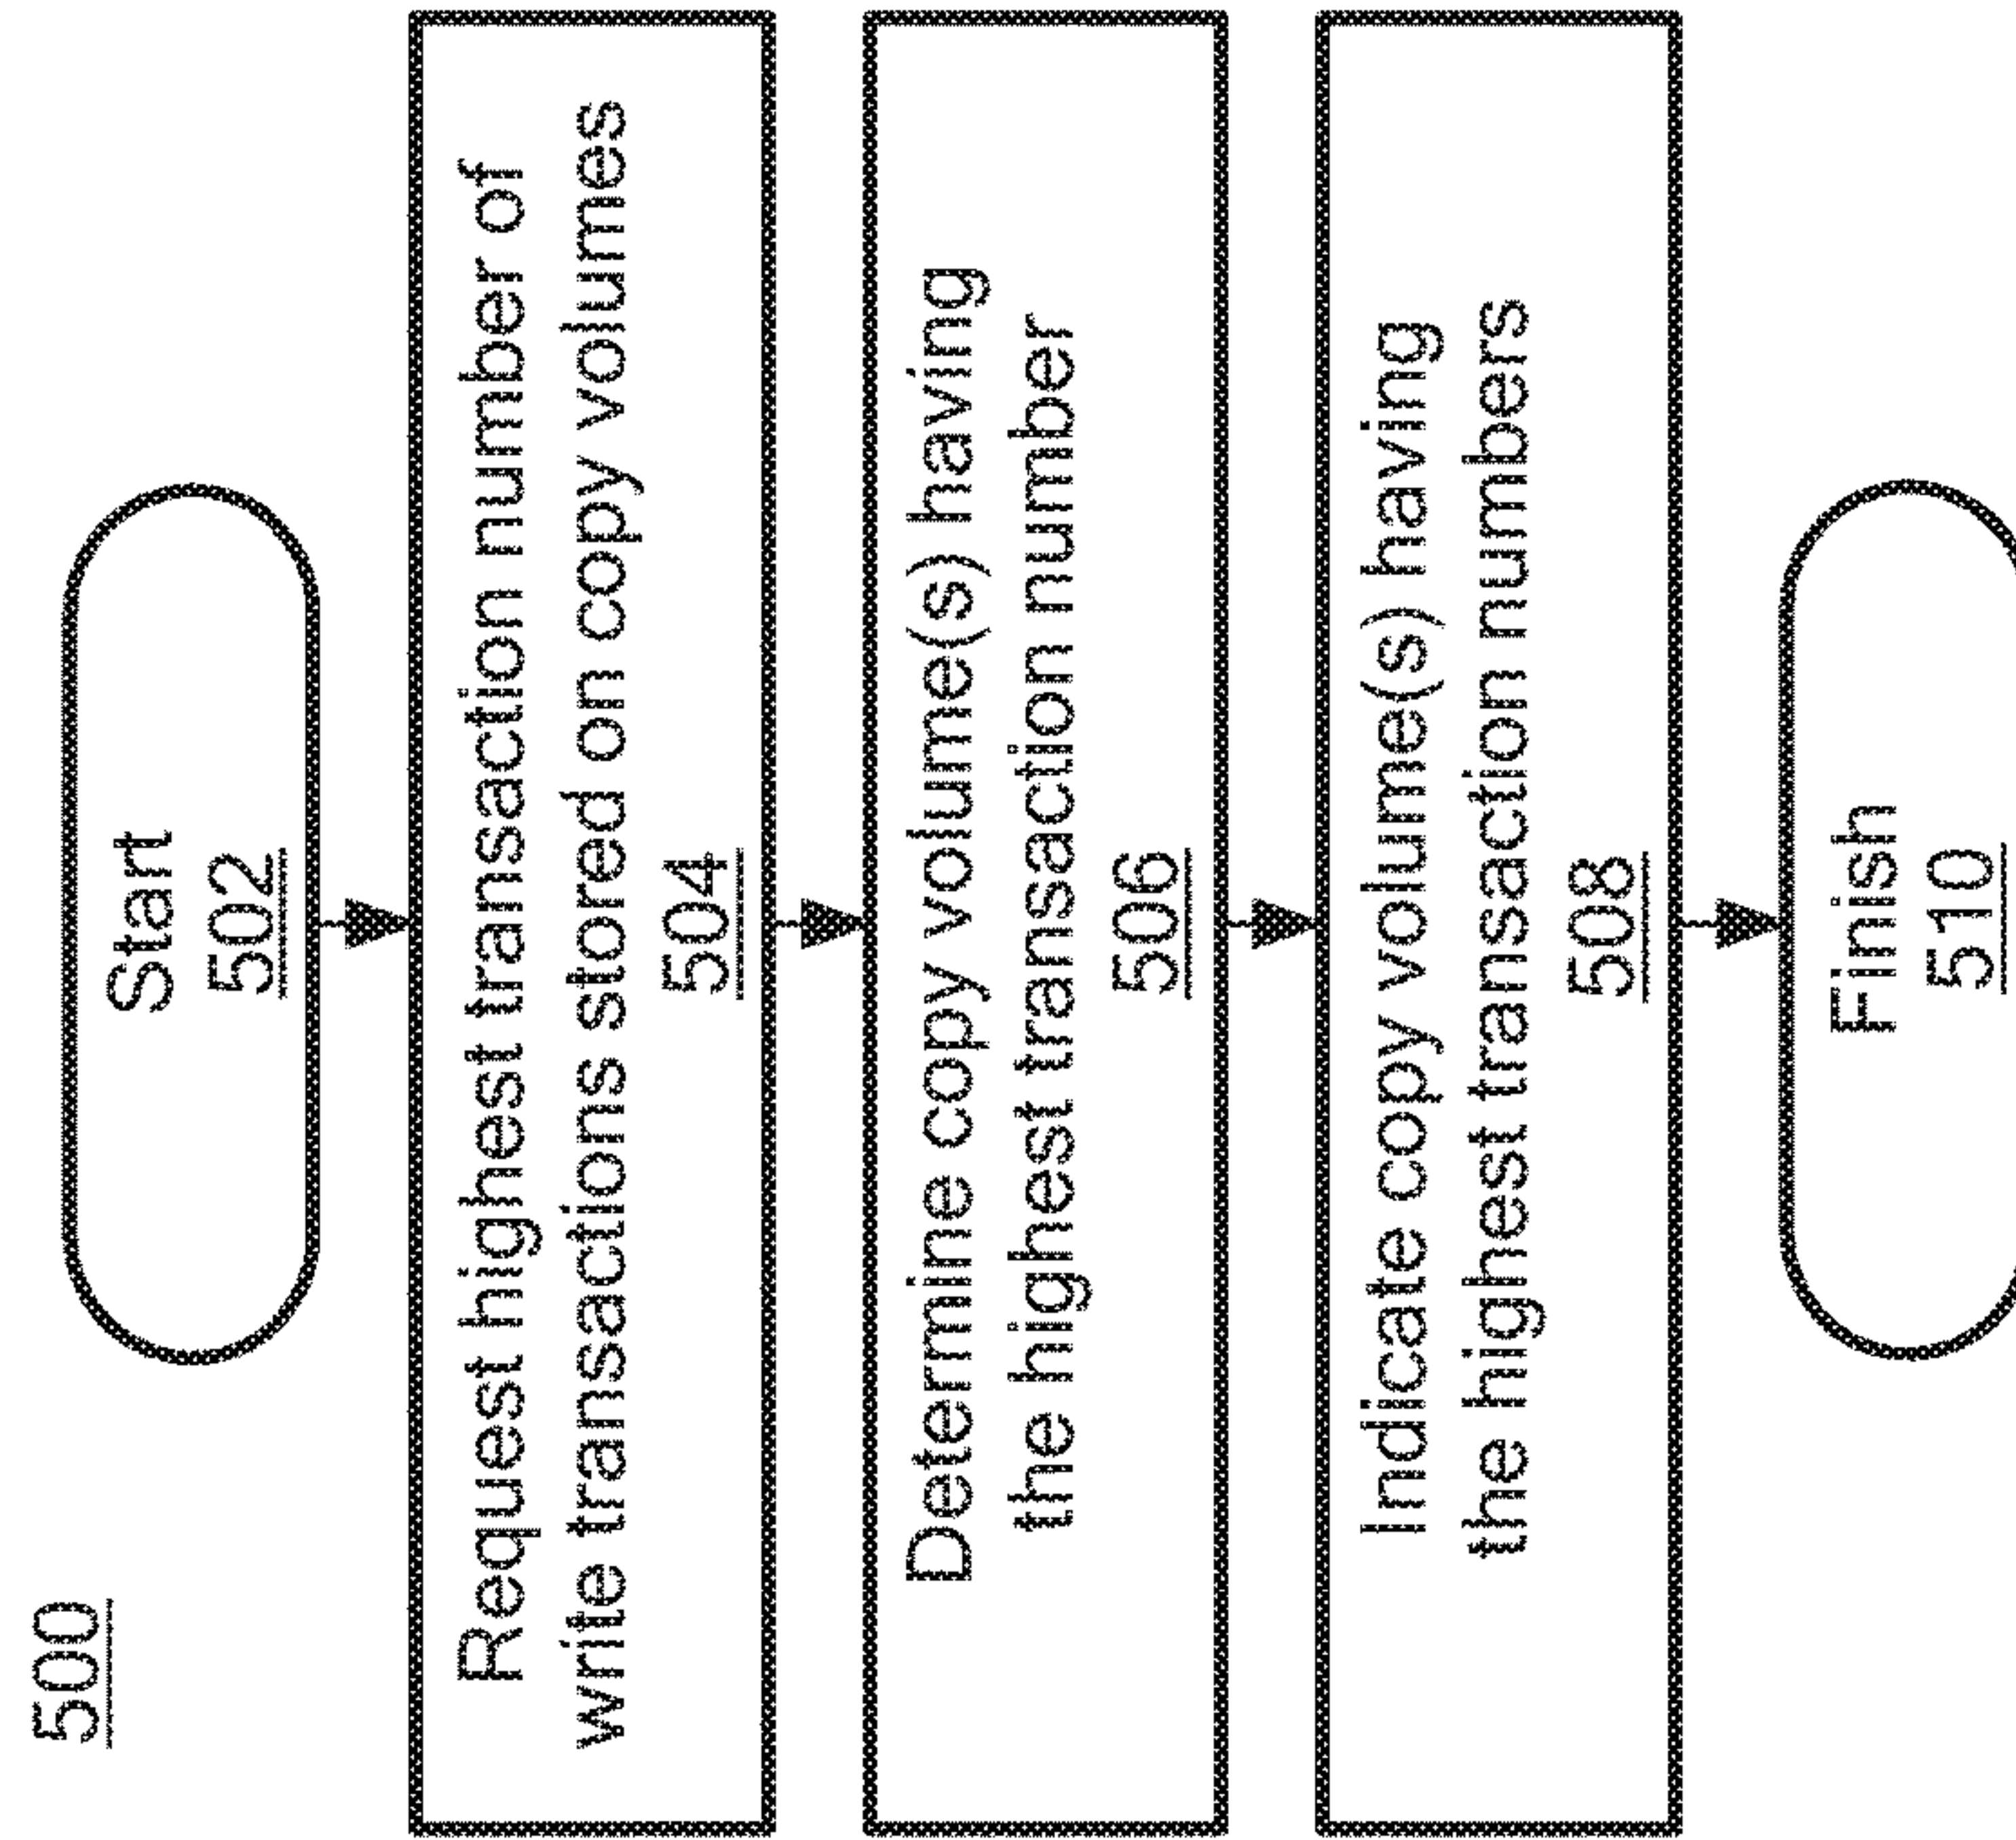 500
Start
502
Request highest transaction number of
write transactions stored on copy volumes
504
Determine copy volume(s) having
the highest transaction number
506
Indicate copy volume(s) having
the highest transaction numbers
508
Finish
510